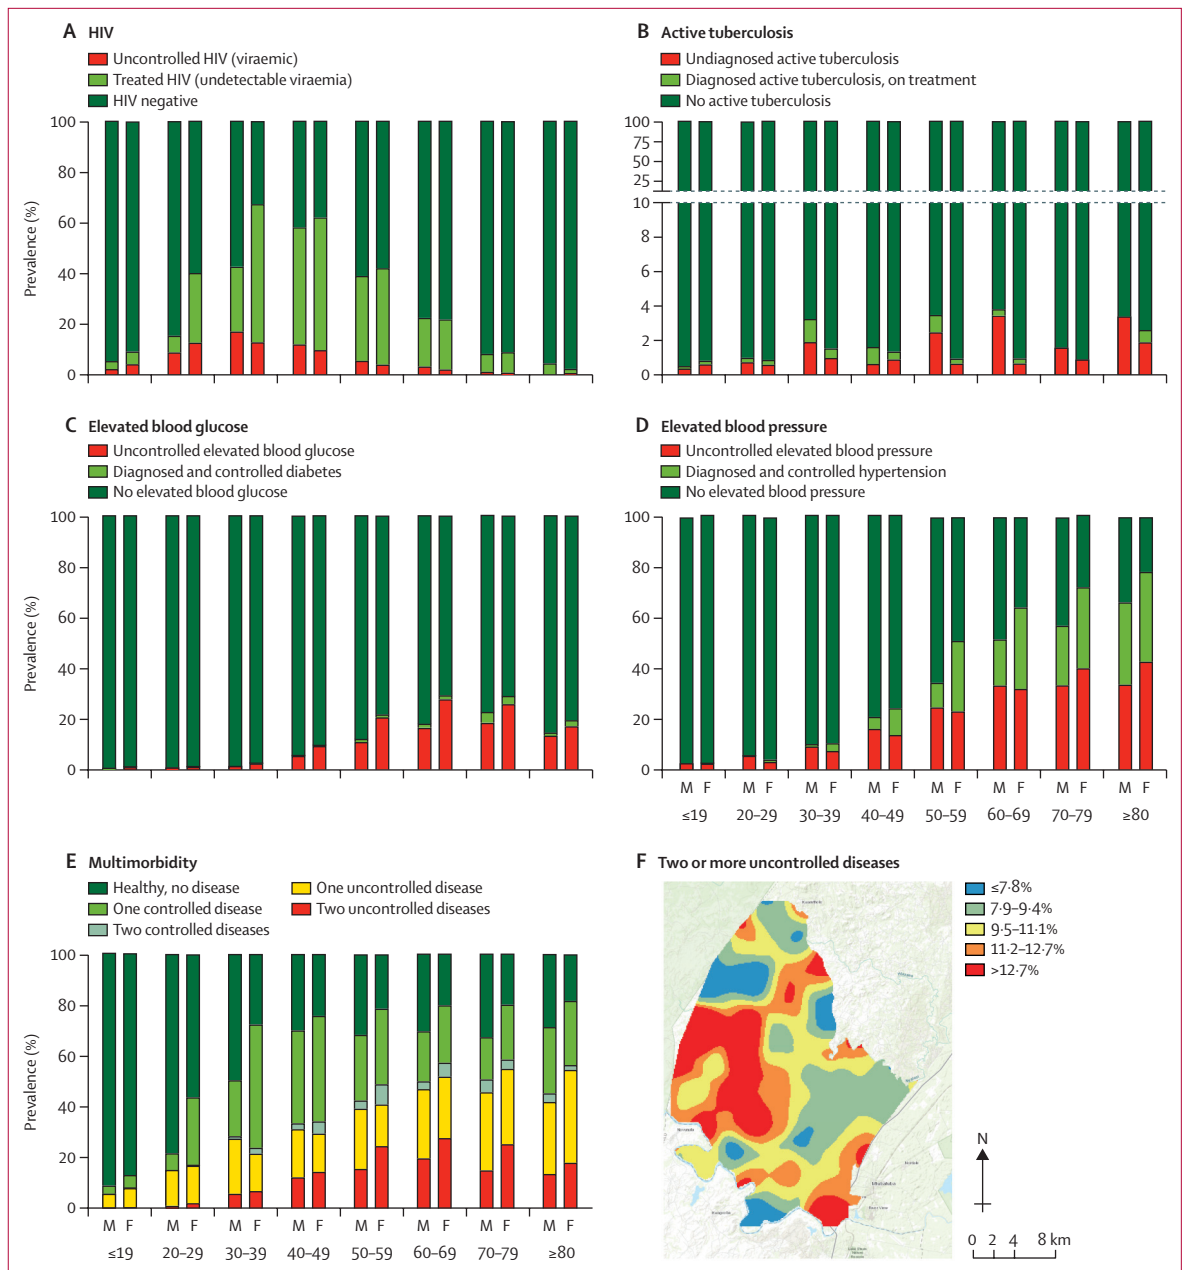 A HIV
Uncontrolled HIV (viraemic)
Treated HIV (undetectable viraemia)
HIV negative
Prevalence (%)
100
80
60
40
20
0
B Active tuberculosis
Undiagnosed active tuberculosis
Diagnosed active tuberculosis, on treatment
No active tuberculosis
100
75
50
25
10
8
6
4
2
0
C Elevated blood glucose
Uncontrolled elevated blood glucose
Diagnosed and controlled diabetes
No elevated blood glucose
Prevalence (%)
100
80
60
40
20
0
D Elevated blood pressure
Uncontrolled elevated blood pressure
Diagnosed and controlled hypertension
No elevated blood pressure
100
80
60
40
20
0
M F M F M F M F M F M F M F M F
≤19 20–29 30–39 40–49 50–59 60–69 70–79 ≥80
E Multimorbidity
Healthy, no disease
One controlled disease
Two controlled diseases
One uncontrolled disease
Two uncontrolled diseases
Prevalence (%)
100
80
60
40
20
0
M F M F M F M F M F M F M F M F
≤19 20–29 30–39 40–49 50–59 60–69 70–79 ≥80
F Two or more uncontrolled diseases
≤7·8%
7·9–9·4%
9·5–11·1%
11·2–12·7%
>12·7%
N
0 2 4 8 km